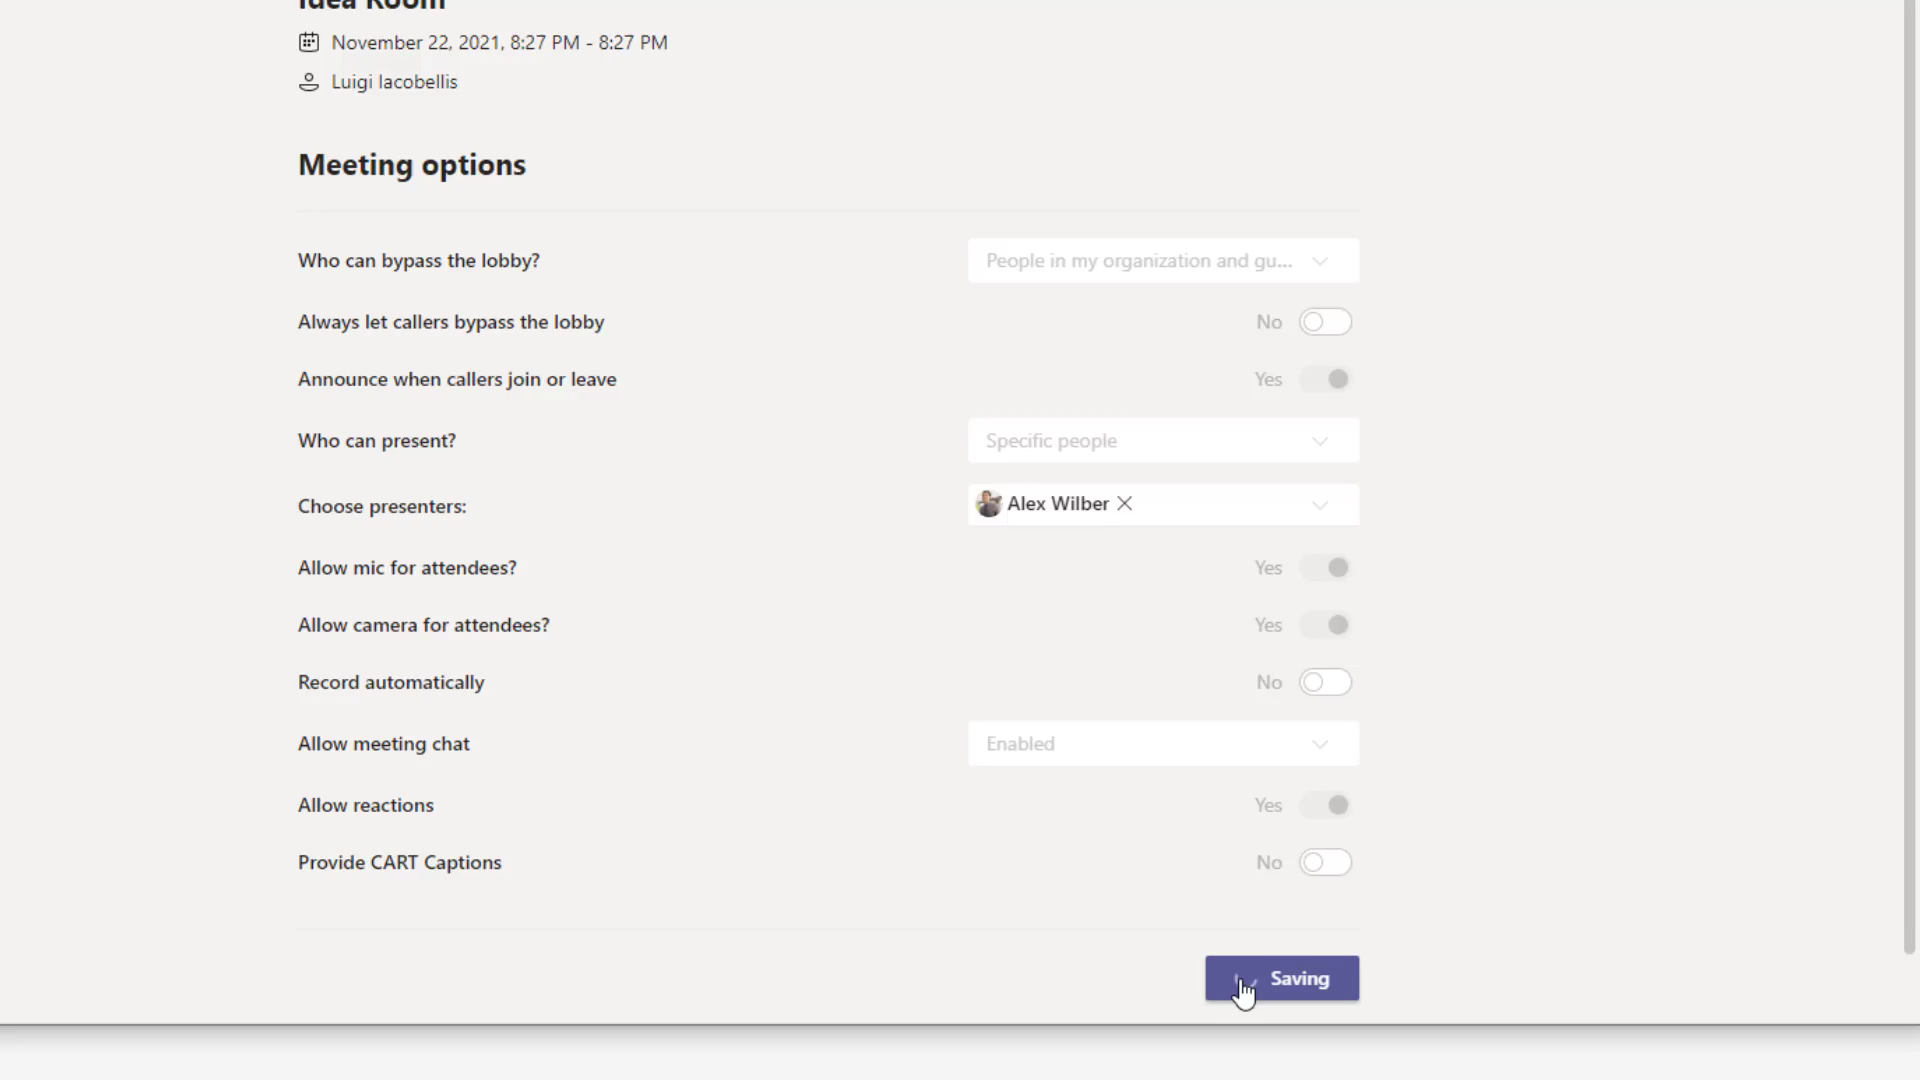 Idea Room
November 22, 2021, 8:27 PM - 8:27 PM
Luigi Iacobellis
Meeting options
Who can bypass the lobby? People in my organization and gu...
Always let callers bypass the lobby No
Announce when callers join or leave Yes
Who can present? Specific people
Choose presenters: Alex Wilber
Allow mic for attendees? Yes
Allow camera for attendees? Yes
Record automatically No
Allow meeting chat Enabled
Allow reactions Yes
Provide CART Captions No
Saving